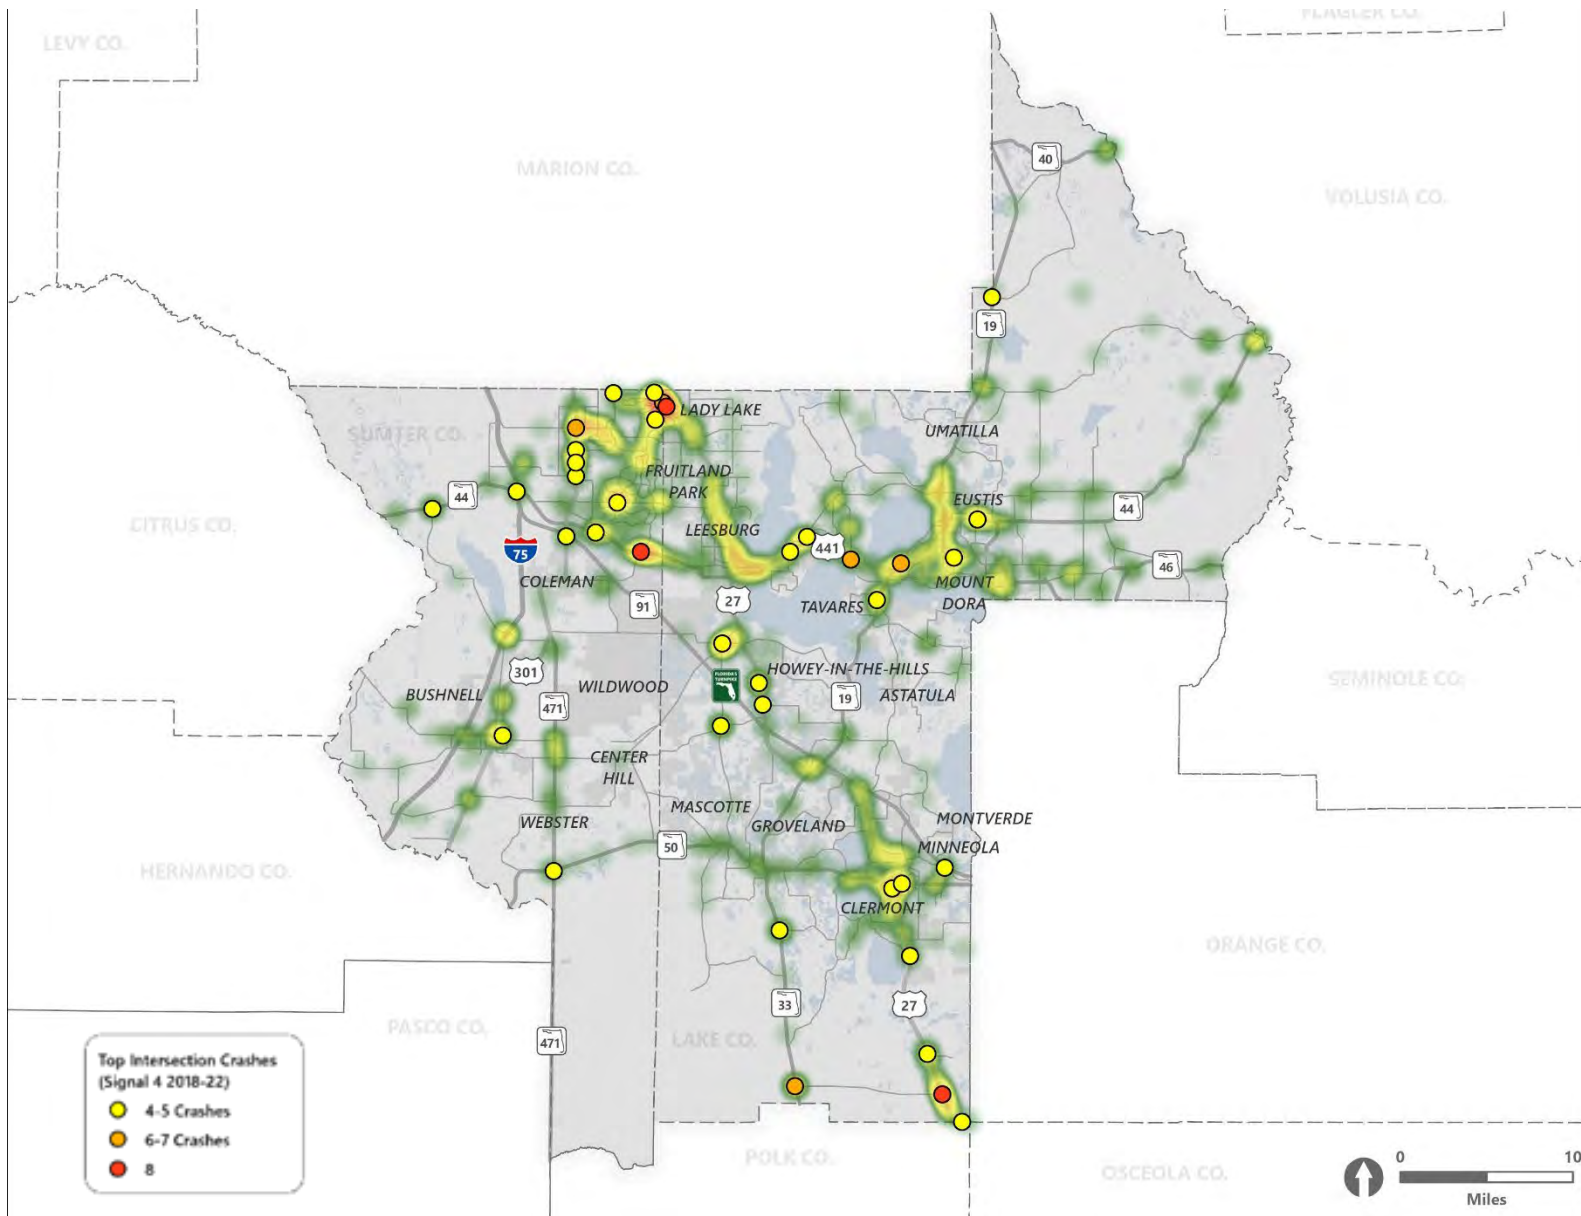 FLAGLER CO.
LEVY CO.
MARION CO.
40
VOLUSIA CO.
19
LADY LAKE
UMATILLA
SUMTER CO.
FRUITLAND
PARK
44
EUSTIS
44
CITRUS CO.
LEESBURG
441
75
46
COLEMAN
MOUNT
DORA
91
27
TAVARES
301
HOWEY-IN-THE-HILLS
SEMINOLE CO.
BUSHNELL
WILDWOOD
FLORIDA'S
TURNPIKE
19
ASTATULA
471
CENTER
HILL
MASCOTTE
WEBSTER
GROVELAND
MONTVERDE
50
MINNEOLA
HERNANDO CO.
CLERMONT
ORANGE CO.
33
27
PASCO CO.
LAKE CO.
471
Top Intersection Crashes
(Signal 4 2018-22)
4-5 Crashes
6-7 Crashes
8
POLK CO.
OSCEOLA CO.
0 10
Miles